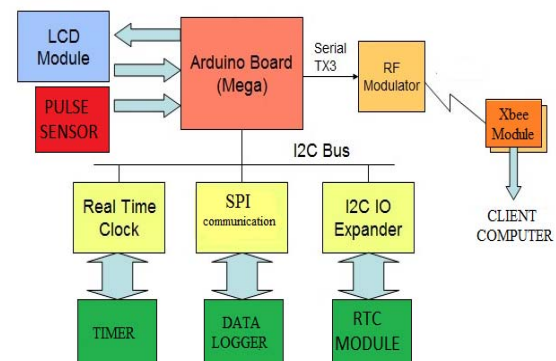 LCD
Module
PULSE
SENSOR
Arduino Board
(Mega)
Serial
TX3
RF
Modulator
Xbee
Module
CLIENT
COMPUTER
I2C Bus
Real Time
Clock
SPI
communication
I2C IO
Expander
TIMER
DATA
LOGGER
RTC
MODULE